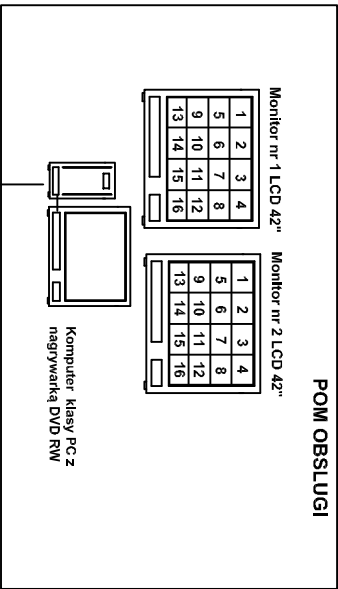 POM OBSLUGI
Monitor nr 1 LCD 42"
1 2 3 4
5 6 7 8
9 10 11 12
13 14 15 16
Monitor nr 2 LCD 42"
1 2 3 4
5 6 7 8
9 10 11 12
13 14 15 16
Komputer klasy PC z
nagrywarką DVD RW